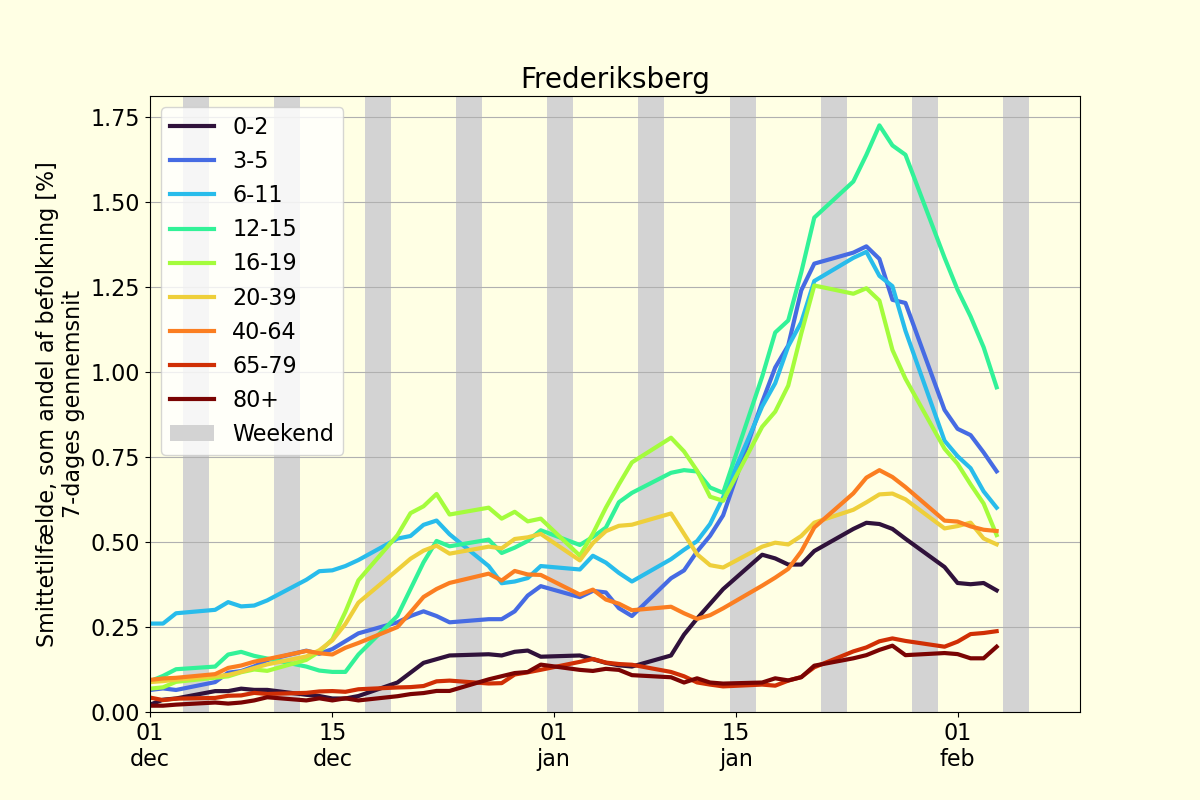 Frederiksberg
Smittetilfælde, som andel af befolkning [%]
7-dages gennemsnit
1.75
1.50
1.25
1.00
0.75
0.50
0.25
0.00
0-2
3-5
6-11
12-15
16-19
20-39
40-64
65-79
80+
Weekend
01
dec
15
dec
01
jan
15
jan
01
feb